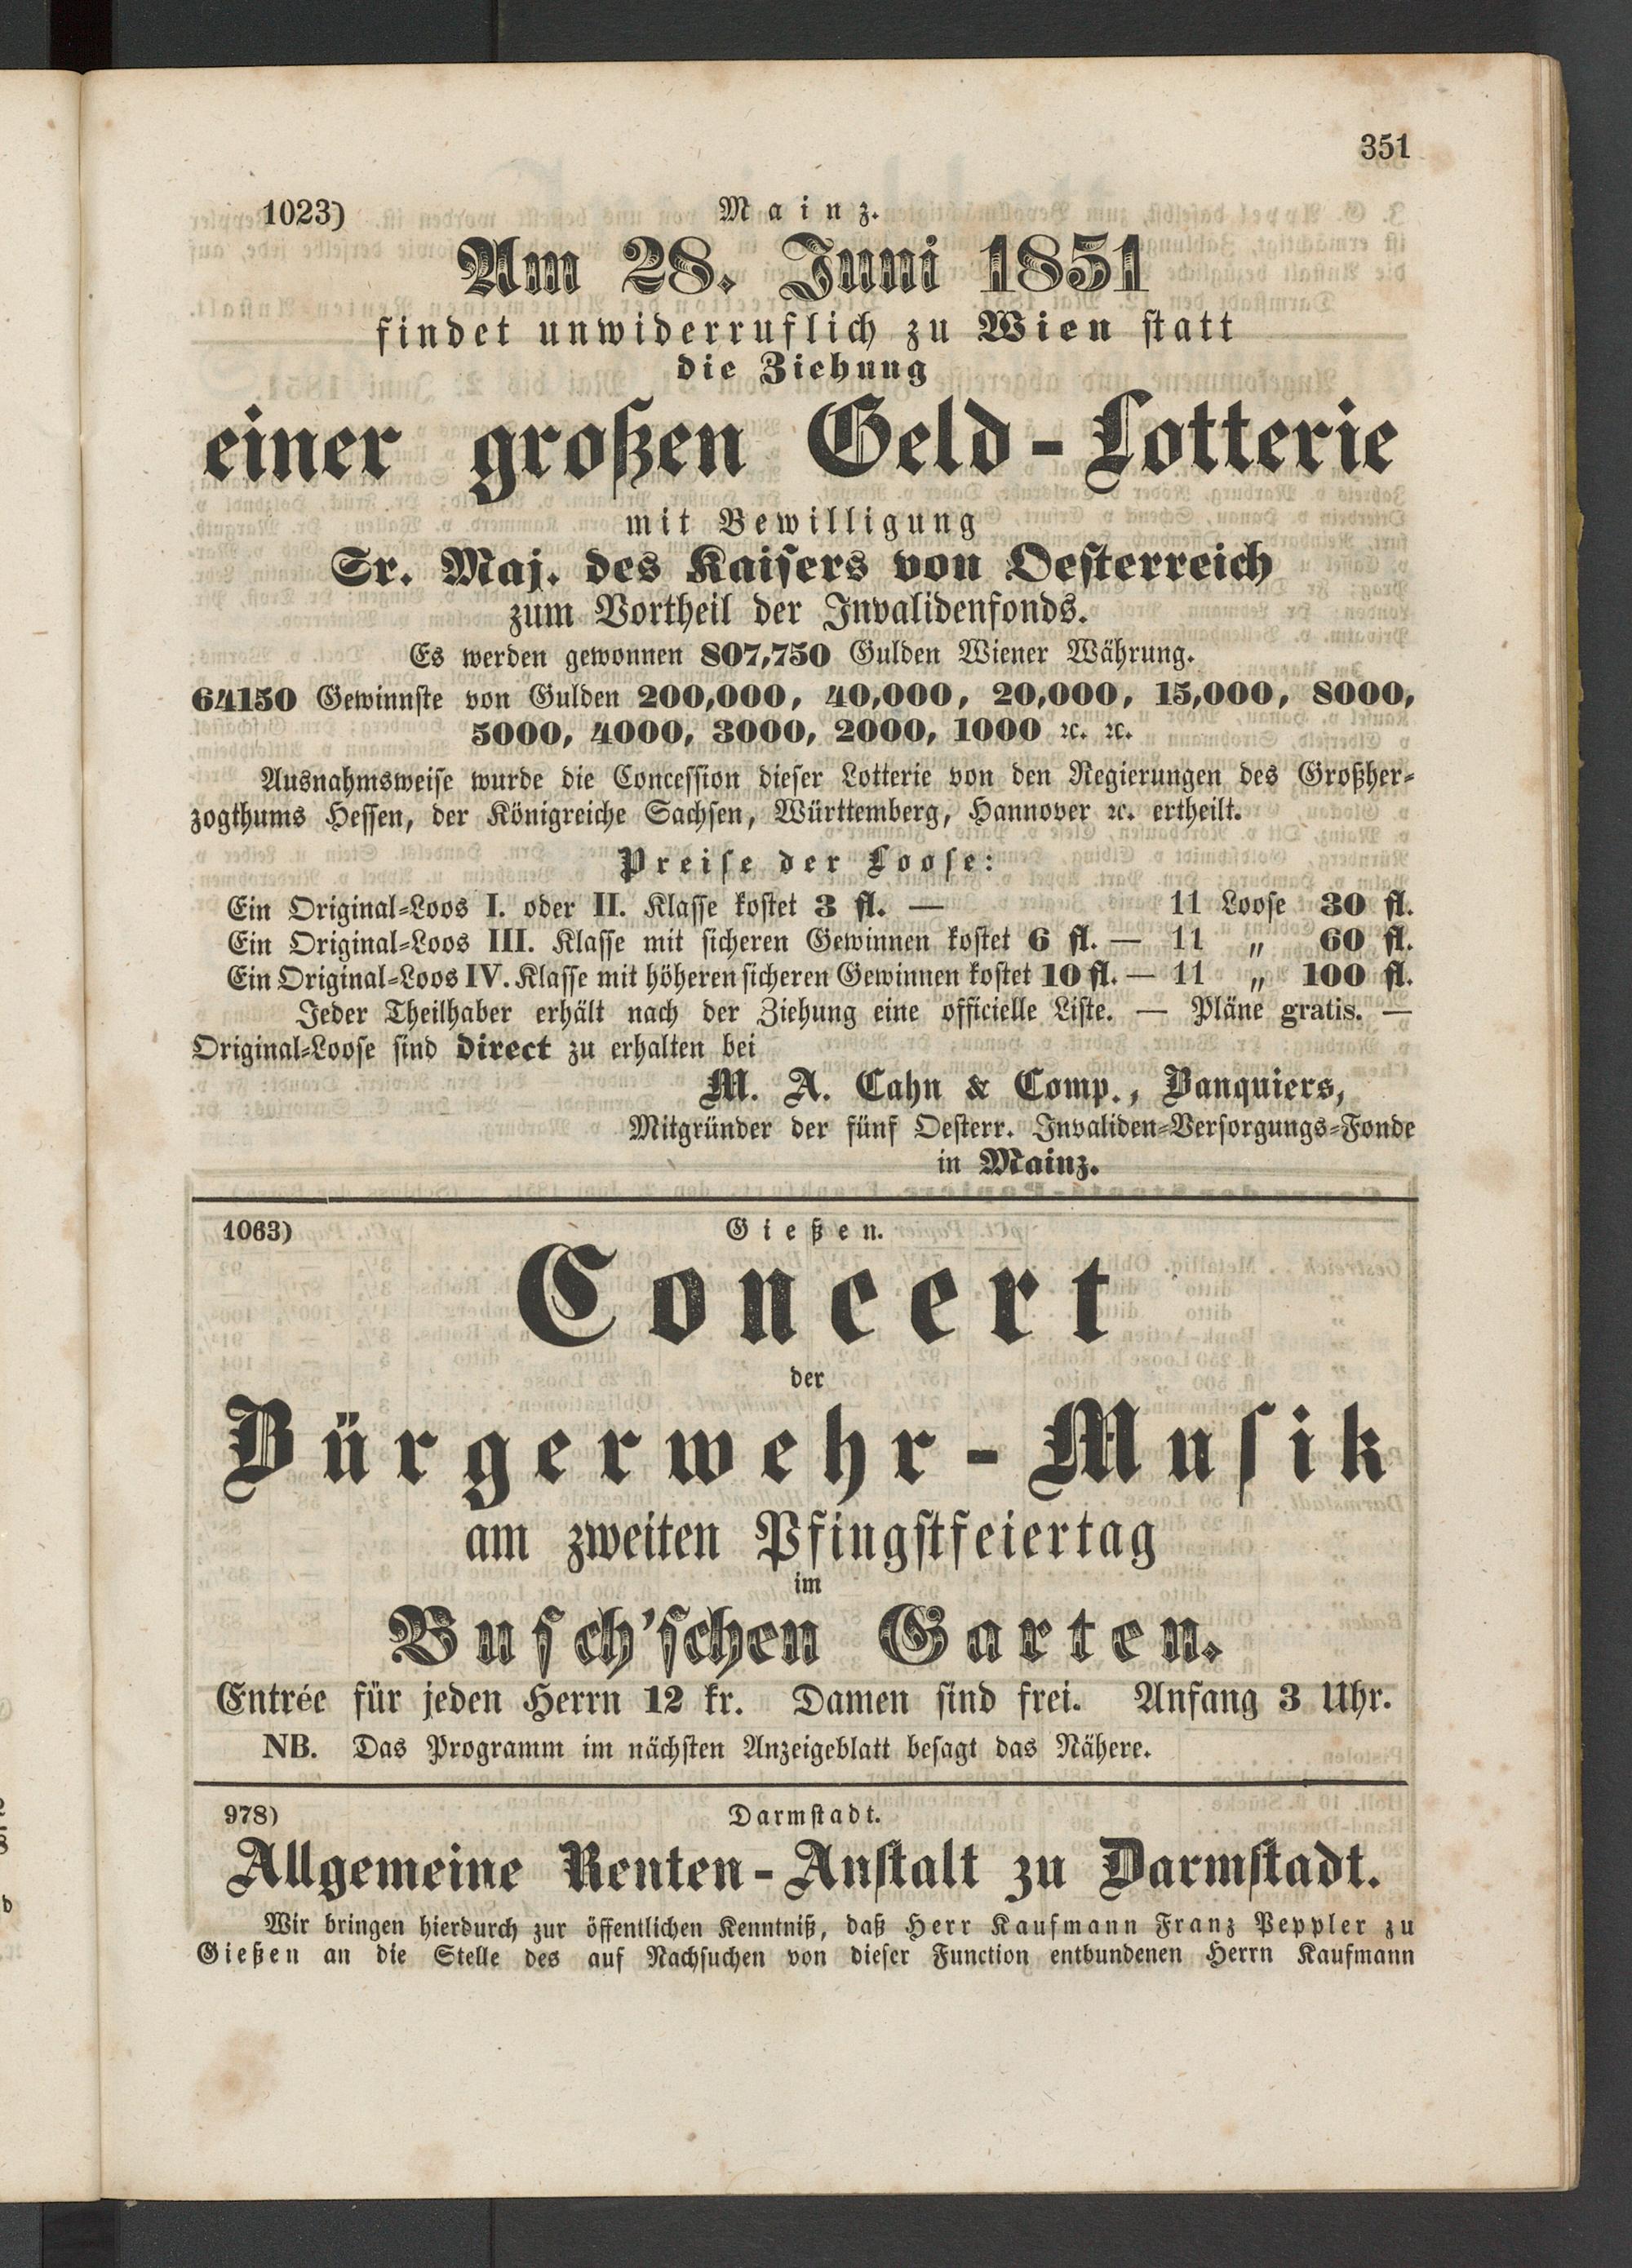 351
1023)
Mainz.
Am 28. Juni 1851
findet unwiderruflich zu Wien statt
die Ziehung
einer großen Geld-Lotterie
mit Bewilligung
Sr. Maj. des Kaisers von Oesterreich
zum Vortheil der Invalidenfonds.
Es werden gewonnen 807,750 Gulden Wiener Währung.
64150 Gewinnste von Gulden 200,000, 40,000, 20,000, 15,000, 8000,
5000, 4000, 3000, 2000, 1000 ꝛc. ꝛc.
Ausnahmsweise wurde die Concession dieser Lotterie von den Regierungen des Großher-
zogthums Hessen, der Königreiche Sachsen, Württemberg, Hannover ꝛc. ertheilt.
Preise der Loose:
Ein Original-Loos I. oder II. Klasse kostet 3 fl. — 11 Loose 30 fl.
Ein Original-Loos III. Klasse mit sicheren Gewinnen kostet 6 fl. — 11 „ 60 fl.
Ein Original-Loos IV. Klasse mit höheren sicheren Gewinnen kostet 10 fl. — 11 „ 100 fl.
Jeder Theilhaber erhält nach der Ziehung eine officielle Liste. — Pläne gratis. —
Original-Loose sind direct zu erhalten bei
M. A. Cahn & Comp., Banquiers,
Mitgründer der fünf Oesterr. Invaliden-Versorgungs-Fonde
in Mainz.
1063)
Gießen.
Concert
der
Bürgerwehr-Musik
am zweiten Pfingstfeiertag
im
Busch'schen Garten.
Entrée für jeden Herrn 12 kr. Damen sind frei. Anfang 3 Uhr.
NB. Das Programm im nächsten Anzeigeblatt besagt das Nähere.
978)
Darmstadt.
Allgemeine Renten-Anstalt zu Darmstadt.
Wir bringen hierdurch zur öffentlichen Kenntniß, daß Herr Kaufmann Franz Peppler zu
Gießen an die Stelle des auf Nachsuchen von dieser Function entbundenen Herrn Kaufmann